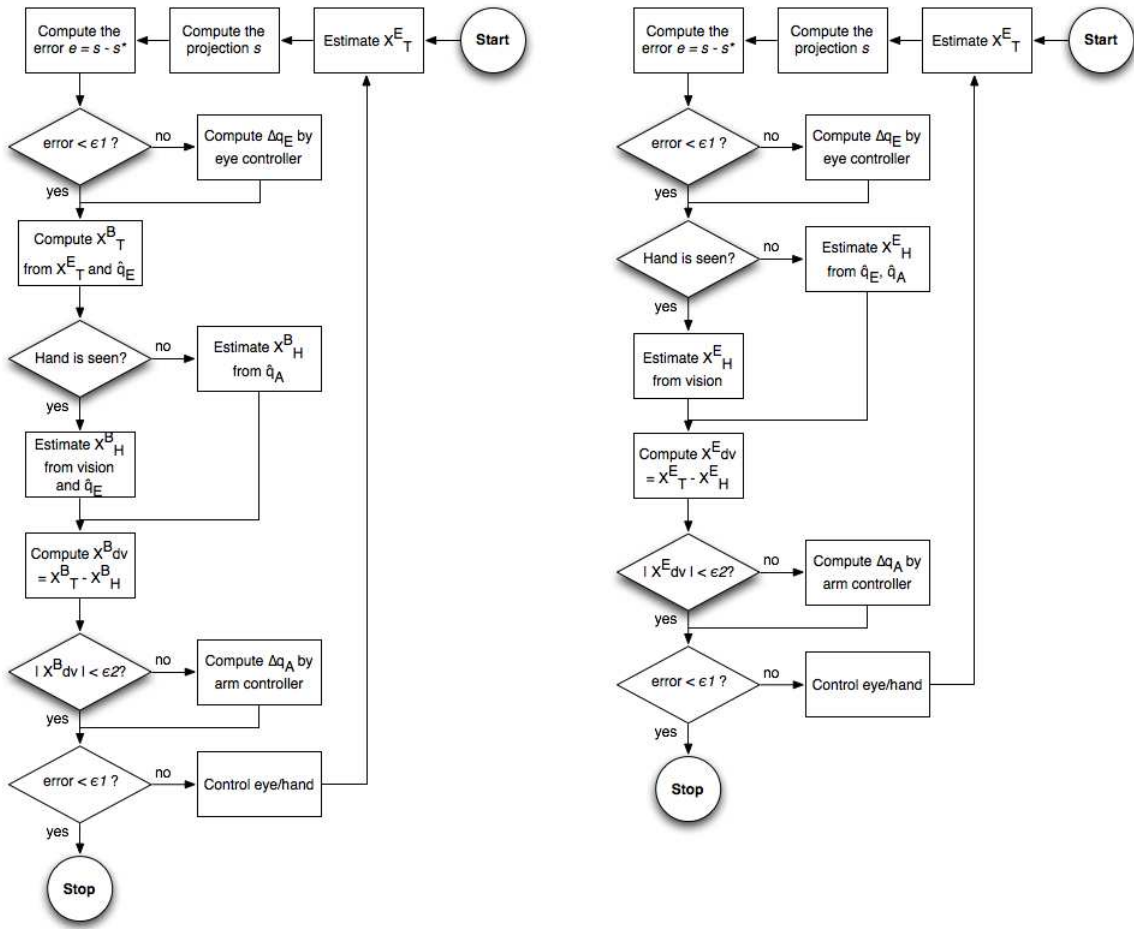 Start
Estimate X^E_T
Compute the
projection s
Compute the
error e = s - s*
error < ϵ1 ?
no
Compute Δq_E by
eye controller
yes
Compute X^B_T
from X^E_T and q̂_E
Hand is seen?
no
Estimate X^B_H
from q̂_A
yes
Estimate X^B_H
from vision
and q̂_E
Compute X^B dv
= X^B_T - X^B_H
| X^B dv | < ϵ2?
no
Compute Δq_A by
arm controller
yes
error < ϵ1 ?
no
Control eye/hand
yes
Stop
Start
Estimate X^E_T
Compute the
projection s
Compute the
error e = s - s*
error < ϵ1 ?
no
Compute Δq_E by
eye controller
yes
Hand is seen?
no
Estimate X^E_H
from q̂_E, q̂_A
yes
Estimate X^E_H
from vision
Compute X^E dv
= X^E_T - X^E_H
| X^E dv | < ϵ2?
no
Compute Δq_A by
arm controller
yes
error < ϵ1 ?
no
Control eye/hand
yes
Stop